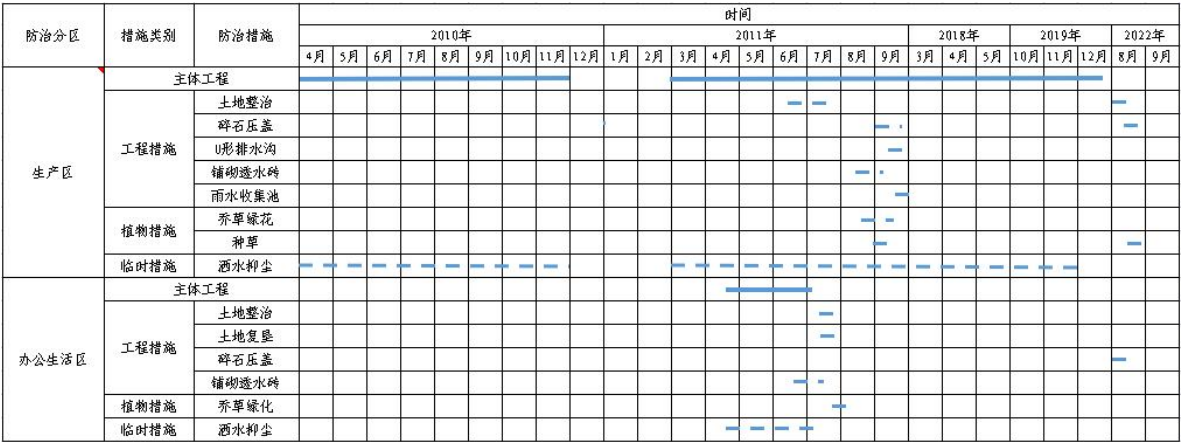 防治分区 措施类别 防治措施 时间
2010年 2011年 2018年 2019年 2022年
4月 5月 6月 7月 8月 9月 10月 11月 12月 1月 2月 3月 4月 5月 6月 7月 8月 9月 3月 4月 5月 10月 11月 12月 8月 9月
生产区 主体工程
工程措施 土地整治
碎石压盖
U形排水沟
铺砌透水砖
雨水收集池
植物措施 乔草绿花
种草
临时措施 洒水抑尘
办公生活区 主体工程
工程措施 土地整治
土地复垦
碎石压盖
铺砌透水砖
植物措施 乔草绿化
临时措施 洒水抑尘